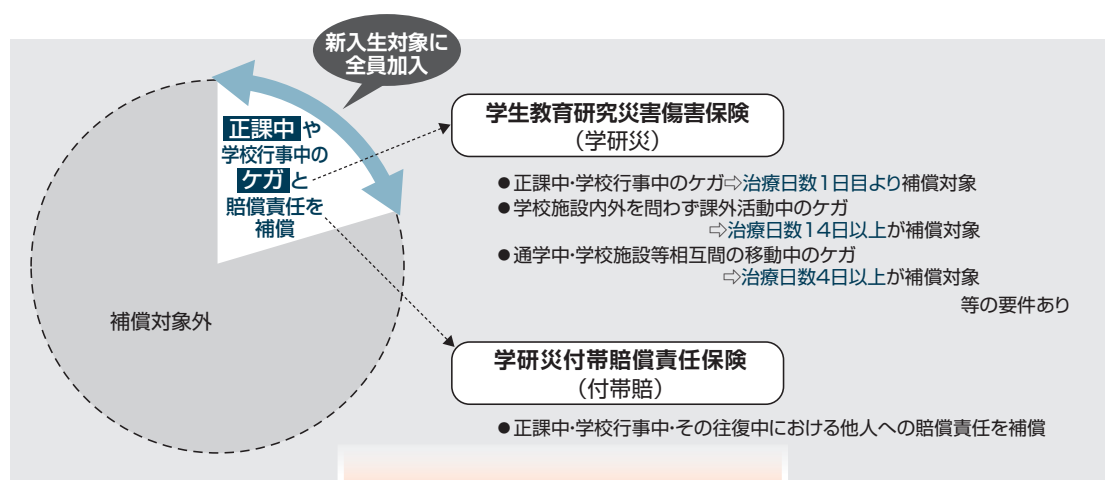 新入生対象に
全員加入
正課中や
学校行事中の
ケガと
賠償責任を
補償
補償対象外
学生教育研究災害傷害保険
（学研災）
●正課中・学校行事中のケガ⇨治療日数1日目より補償対象
●学校施設内外を問わず課外活動中のケガ
⇨治療日数14日以上が補償対象
●通学中・学校施設等相互間の移動中のケガ
⇨治療日数4日以上が補償対象
等の要件あり
学研災付帯賠償責任保険
（付帯賠）
●正課中・学校行事中・その往復中における他人への賠償責任を補償